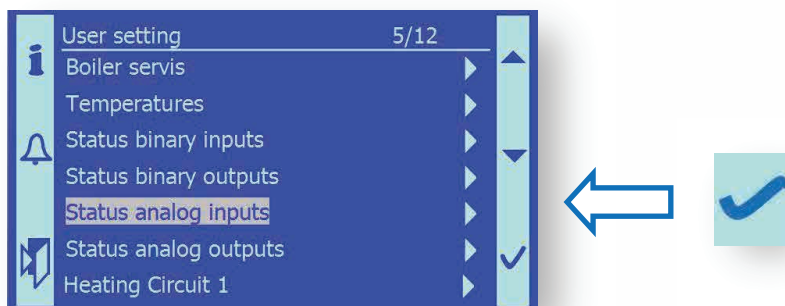 User setting 5/12
Boiler servis
Temperatures
Status binary inputs
Status binary outputs
Status analog inputs
Status analog outputs
Heating Circuit 1